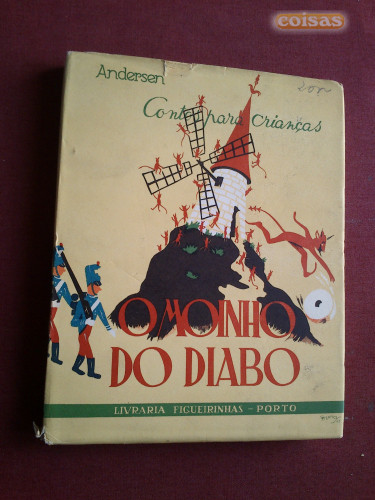 coisas
Andersen
Contos para crianças
O MOINHO
DO DIABO
LIVRARIA FIGUEIRINHAS - PORTO